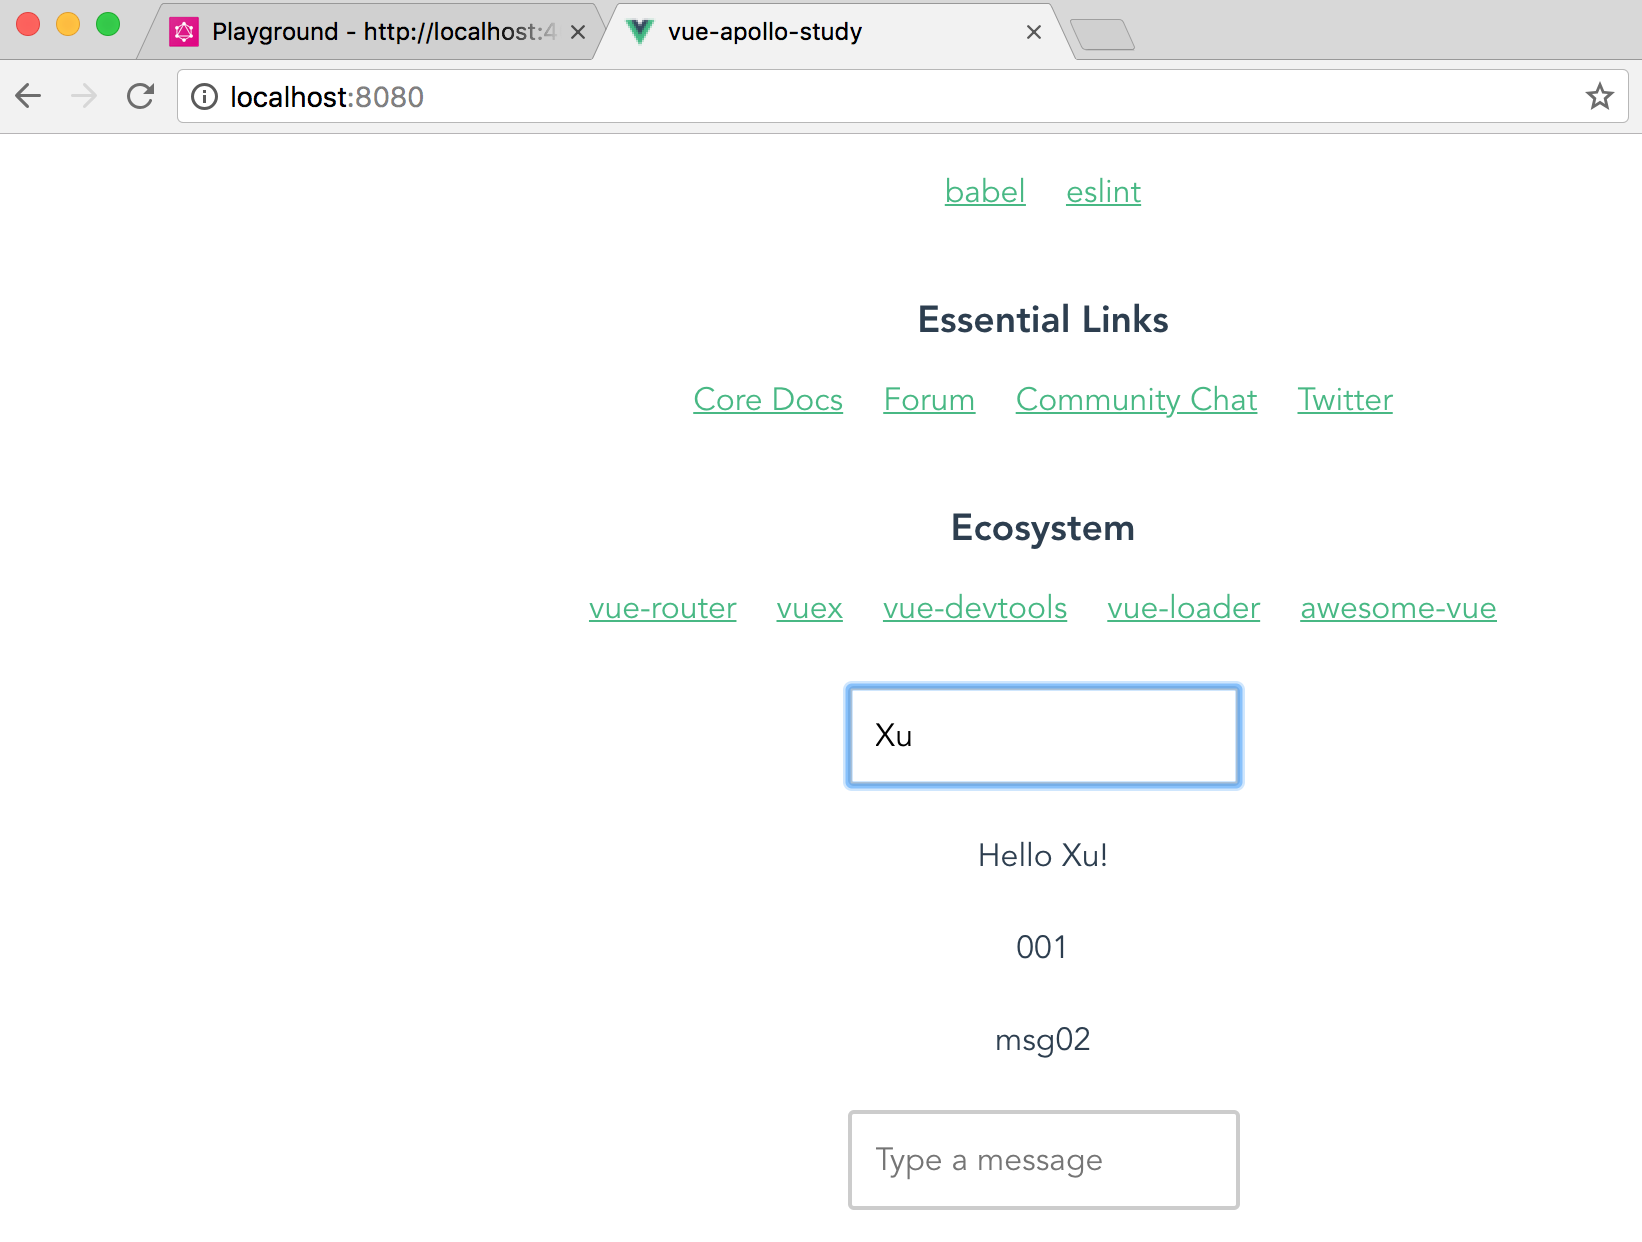 Playground - http://localhost:4
vue-apollo-study
localhost:8080
babel eslint
Essential Links
Core Docs Forum Community Chat Twitter
Ecosystem
vue-router vuex vue-devtools vue-loader awesome-vue
Xu
Hello Xu!
001
msg02
Type a message